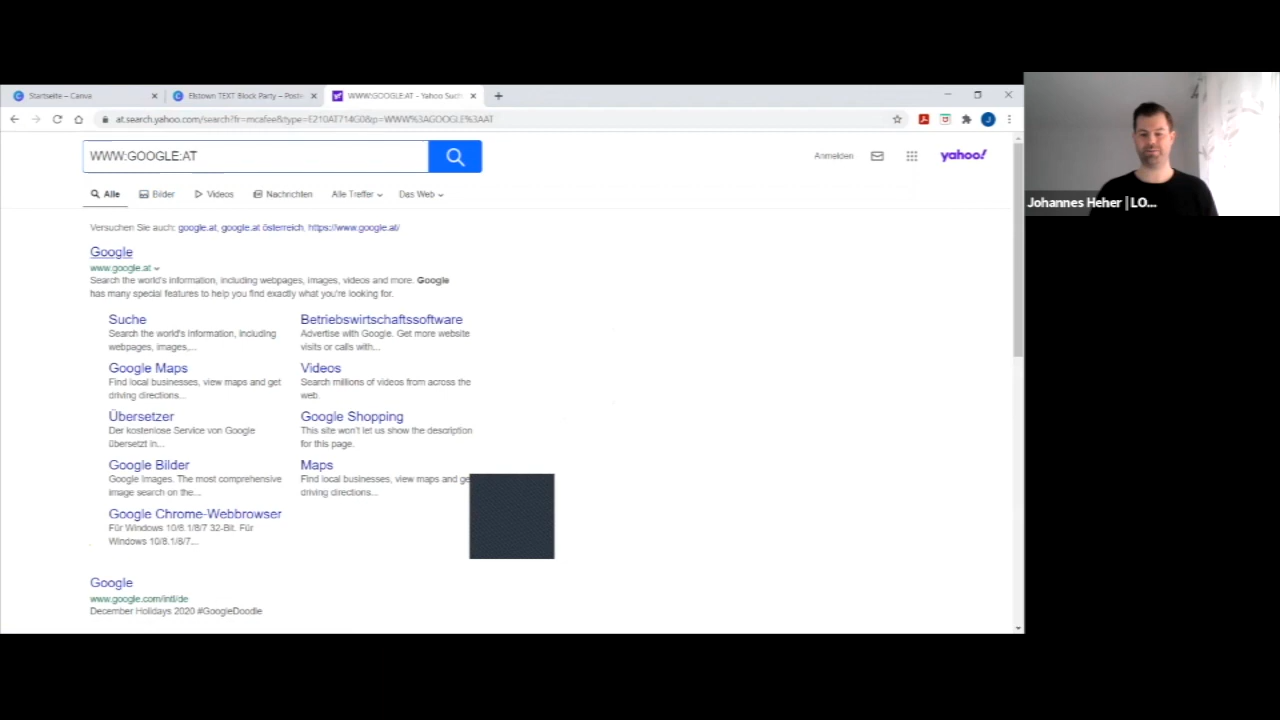 Startseite – Canva
Elstown TEXT Block Party – Poste
WWW:GOOGLE:AT - Yahoo Such
at.search.yahoo.com/search?fr=mcafee&type=E210AT714G0&p=WWW%3AGOOGLE%3AAT
J
WWW:GOOGLE:AT
Anmelden
yahoo!
Alle
Bilder
Videos
Nachrichten
Alle Treffer
Das Web
Versuchen Sie auch: google.at, google.at österreich, https://www.google.at/
Google
www.google.at
Search the world's information, including webpages, images, videos and more. Google
has many special features to help you find exactly what you're looking for.
Suche
Search the world's information, including
webpages, images,...
Betriebswirtschaftssoftware
Advertise with Google. Get more website
visits or calls with...
Google Maps
Find local businesses, view maps and get
driving directions...
Videos
Search millions of videos from across the
web.
Übersetzer
Der kostenlose Service von Google
übersetzt in...
Google Shopping
This site won't let us show the description
for this page.
Google Bilder
Google Images. The most comprehensive
image search on the...
Maps
Find local businesses, view maps and ge
driving directions...
Google Chrome-Webbrowser
Für Windows 10/8.1/8/7 32-Bit. Für
Windows 10/8.1/8/7...
Google
www.google.com/intl/de
December Holidays 2020 #GoogleDoodle
Johannes Heher | LO...